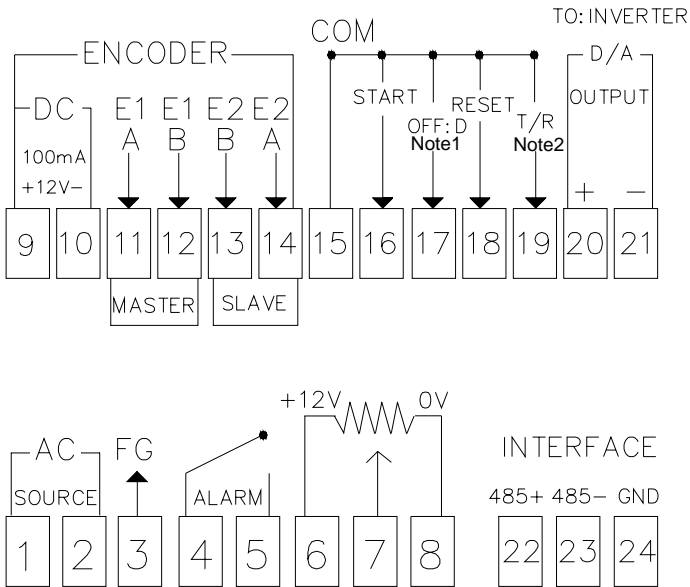 TO: INVERTER
COM
ENCODER
D/A
DC
E1 E1 E2 E2
A B B A
START
RESET
OUTPUT
OFF: D
T/R
Note1
Note2
100mA
+12V-
+ -
9 10 11 12 13 14 15 16 17 18 19 20 21
MASTER SLAVE
+12V 0V
AC FG
INTERFACE
SOURCE ALARM
485+ 485- GND
1 2 3 4 5 6 7 8 22 23 24